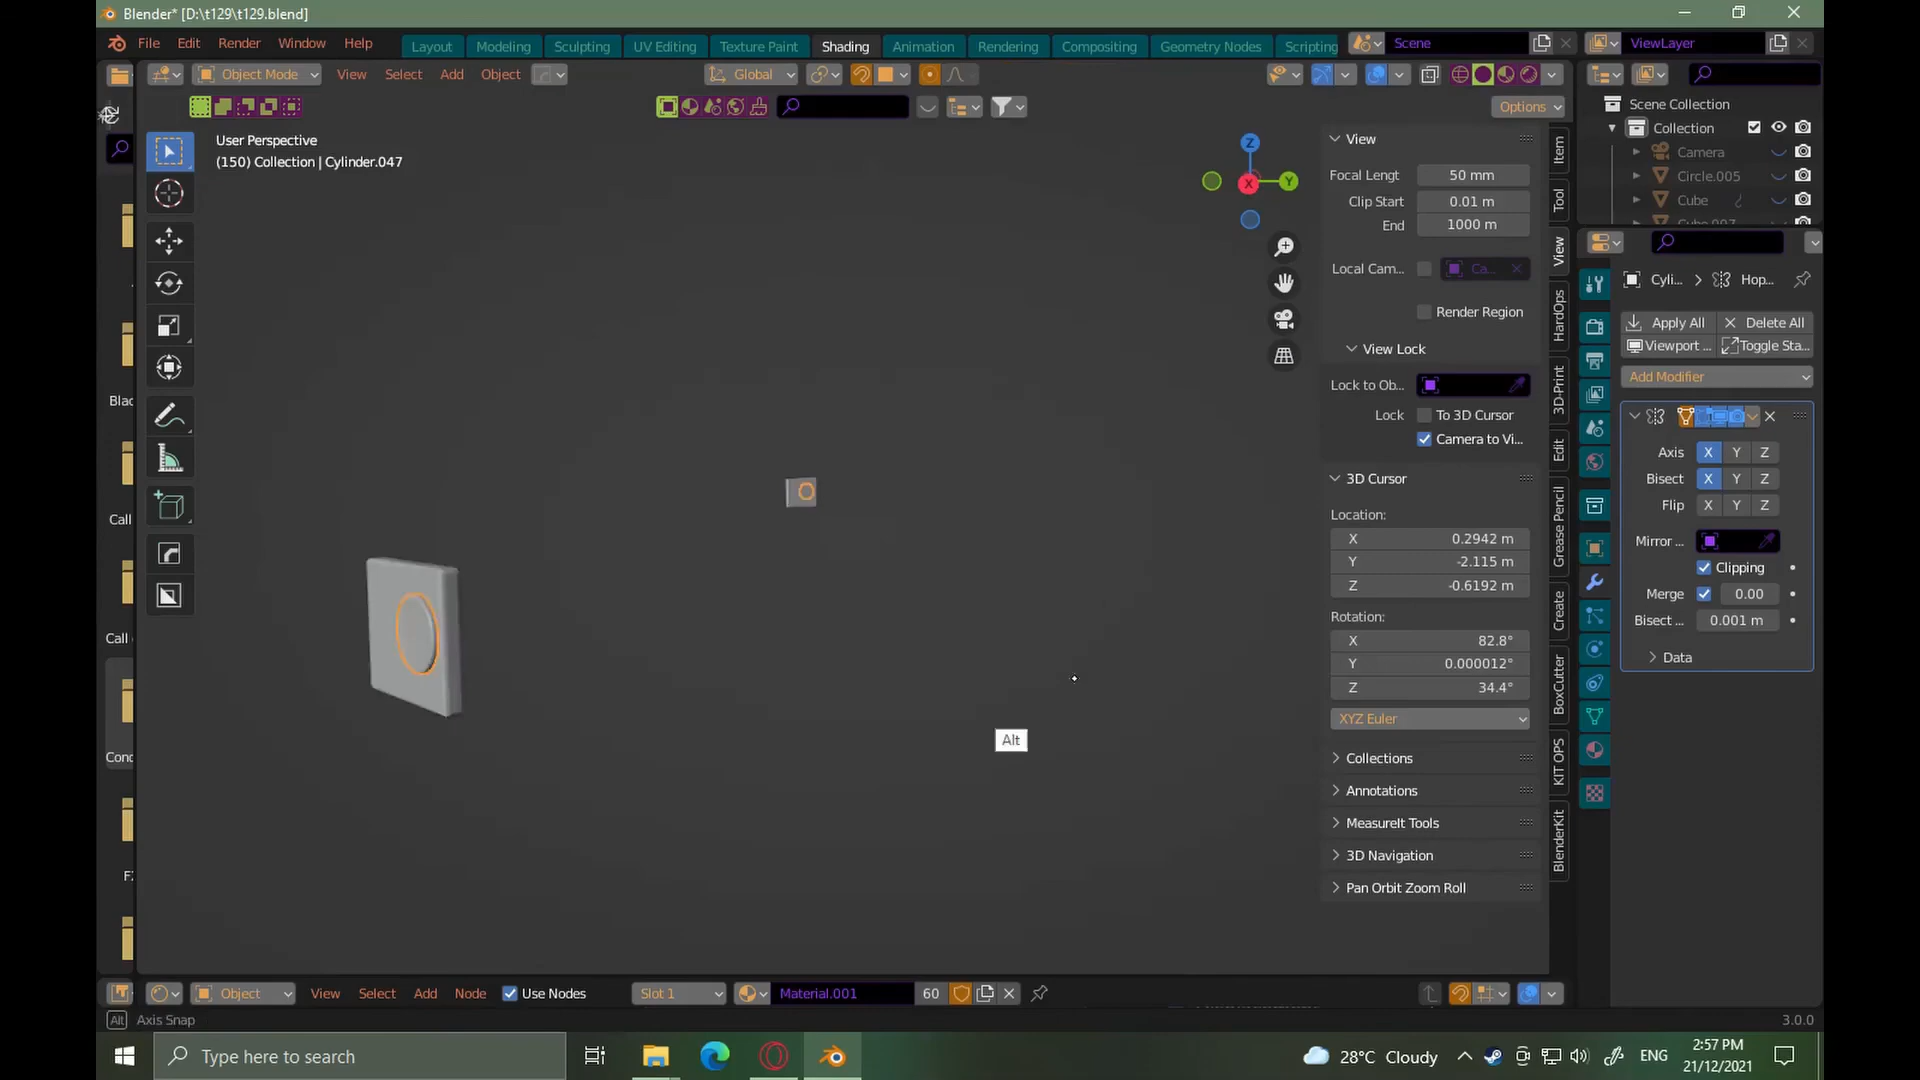 Blender* [D:\t129\t129.blend]
File Edit Render Window Help
Layout Modeling Sculpting UV Editing Texture Paint Shading Animation Rendering Compositing Geometry Nodes Scripting
Scene
ViewLayer
Object Mode
View Select Add Object
Global
Options
User Perspective
(150) Collection | Cylinder.047
Z
Y
X
View
Focal Lengt 50 mm
Clip Start 0.01 m
End 1000 m
Local Cam... Ca...
Render Region
View Lock
Lock to Ob...
Lock To 3D Cursor
Camera to Vi...
3D Cursor
Location:
X 0.2942 m
Y -2.115 m
Z -0.6192 m
Rotation:
X 82.8°
Y 0.000012°
Z 34.4°
XYZ Euler
Collections
Annotations
MeasureIt Tools
3D Navigation
Pan Orbit Zoom Roll
Item
Tool
View
HardOps
3D-Print
Edit
Grease Pencil
Create
BoxCutter
KIT OPS
BlenderKit
Scene Collection
Collection
Camera
Circle.005
Cube
Cyli... Hop...
Apply All Delete All
Viewport ... Toggle Sta...
Add Modifier
Axis X Y Z
Bisect X Y Z
Flip X Y Z
Mirror ...
Clipping
Merge 0.00
Bisect ... 0.001 m
Data
Blac
Call
Call
Conc
Alt
Object View Select Add Node Use Nodes Slot 1 Material.001 60
Alt Axis Snap
3.0.0
Type here to search
28°C Cloudy
ENG
2:57 PM
21/12/2021